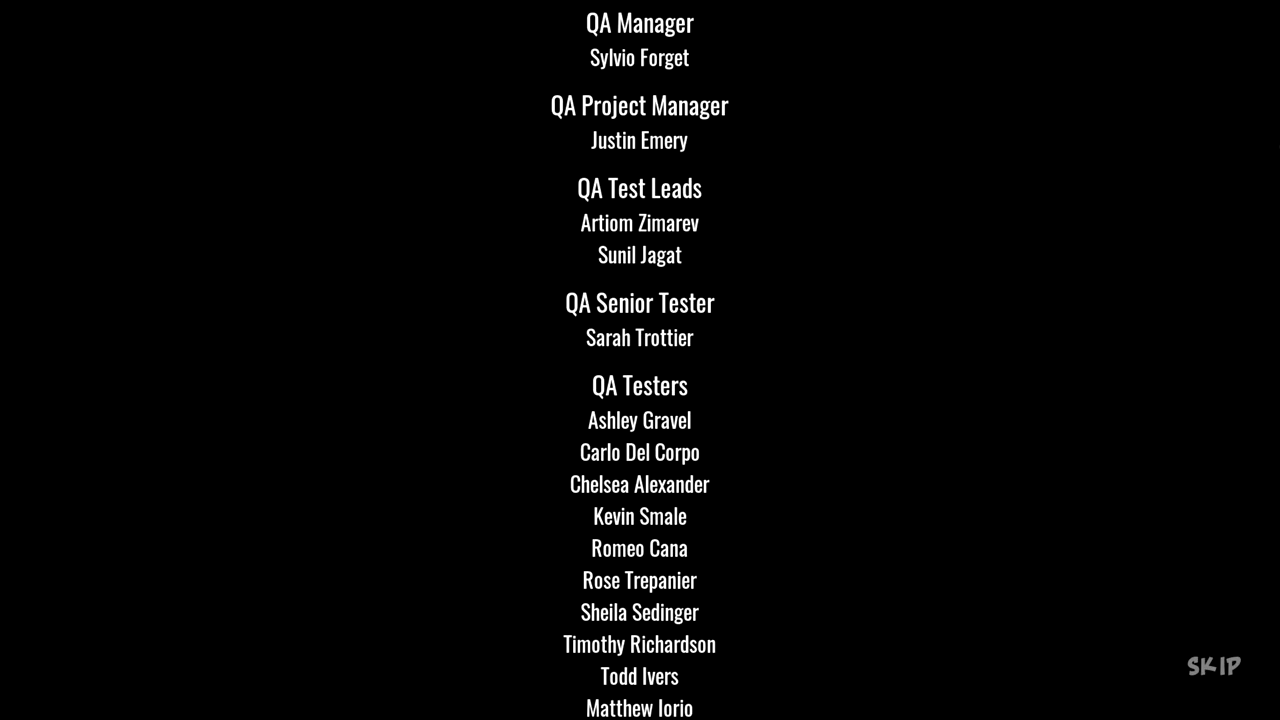 QA Manager
Sylvio Forget
QA Project Manager
Justin Emery
QA Test Leads
Artiom Zimarev
Sunil Jagat
QA Senior Tester
Sarah Trottier
QA Testers
Ashley Gravel
Carlo Del Corpo
Chelsea Alexander
Kevin Smale
Romeo Cana
Rose Trepanier
Sheila Sedinger
Timothy Richardson
SKIP
Todd Ivers
Matthew Iorio